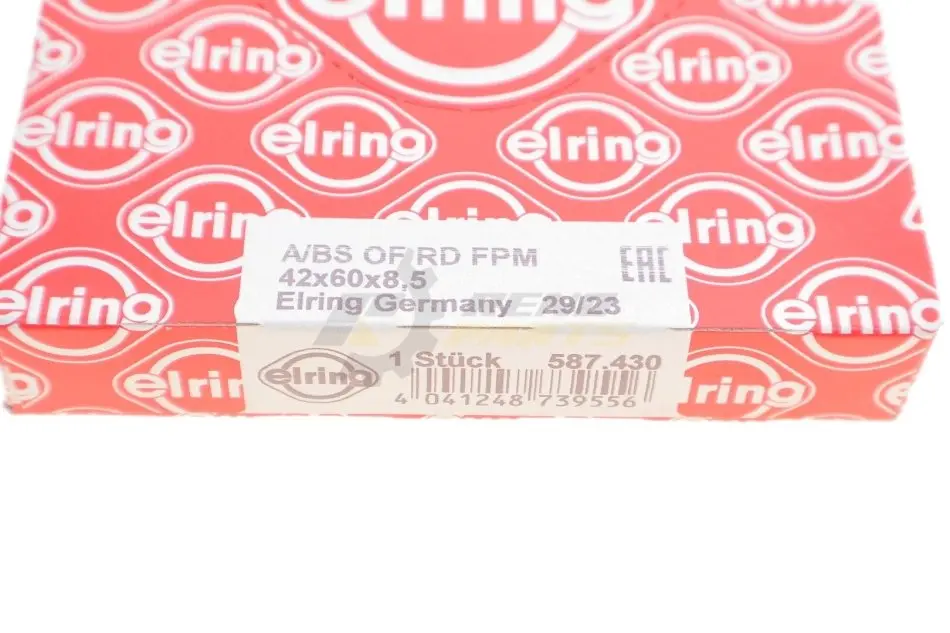 elring
elring elring
elring elring elring elring
elring elring elring
A/BS OF RD FPM
EAC
42x60x8,5
Elring Germany 29/23
elring
1 Stück 587.430
4 041248 739556